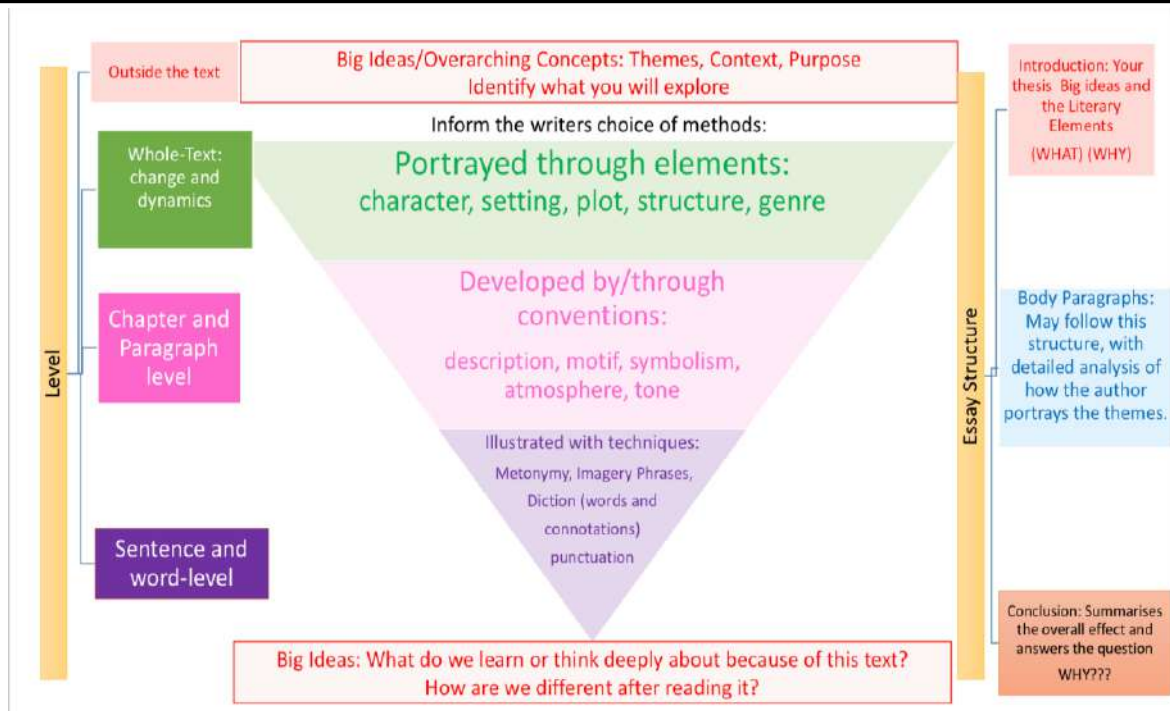 Outside the text
Big Ideas/Overarching Concepts: Themes, Context, Purpose
Identify what you will explore
Inform the writers choice of methods:
Level
Whole-Text:
change and
dynamics
Portrayed through elements:
character, setting, plot, structure, genre
Chapter and
Paragraph
level
Developed by/through
conventions:
description, motif, symbolism,
atmosphere, tone
Sentence and
word-level
Illustrated with techniques:
Metonymy, Imagery Phrases,
Diction (words and
connotations)
punctuation
Big Ideas: What do we learn or think deeply about because of this text?
How are we different after reading it?
Essay Structure
Introduction: Your
thesis Big ideas and
the Literary
Elements
(WHAT) (WHY)
Body Paragraphs:
May follow this
structure, with
detailed analysis of
how the author
portrays the themes.
Conclusion: Summarises
the overall effect and
answers the question
WHY???